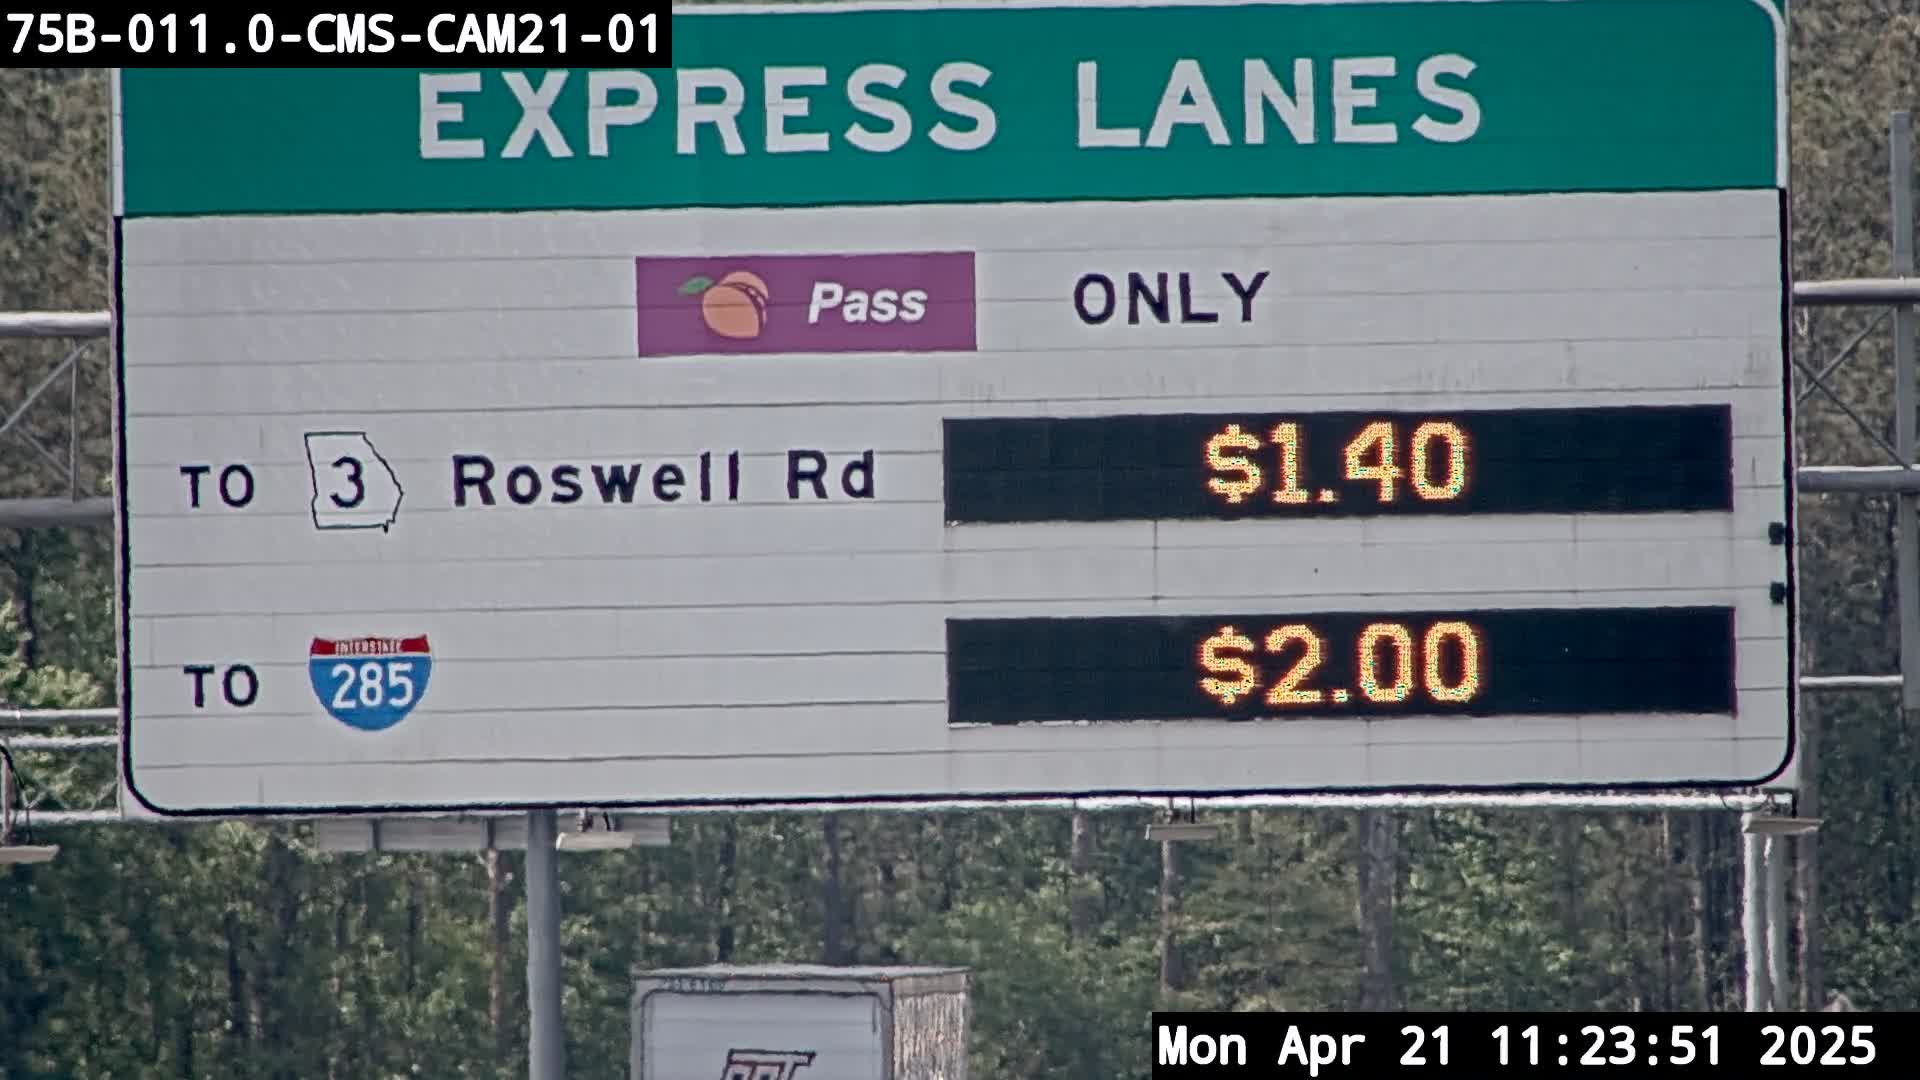 75B-011.0-CMS-CAM21-01
EXPRESS LANES
Pass ONLY
TO 3 Roswell Rd $1.40
INTERSTATE
TO 285 $2.00
Mon Apr 21 11:23:51 2025